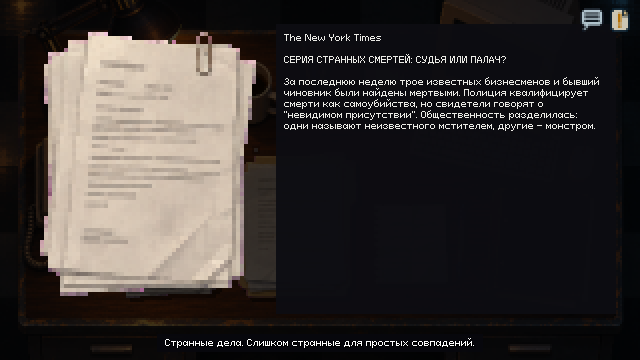 The New York Times
СЕРИЯ СТРАННЫХ СМЕРТЕЙ: СУДЬЯ ИЛИ ПАЛАЧ?
За последнюю неделю трое известных бизнесменов и бывший
чиновник были найдены мертвыми. Полиция квалифицирует
смерти как самоубийства, но свидетели говорят о
"невидимом присутствии". Общественность разделилась:
одни называют неизвестного мстителем, другие – монстром.
Странные дела. Слишком странные для простых совпадений.